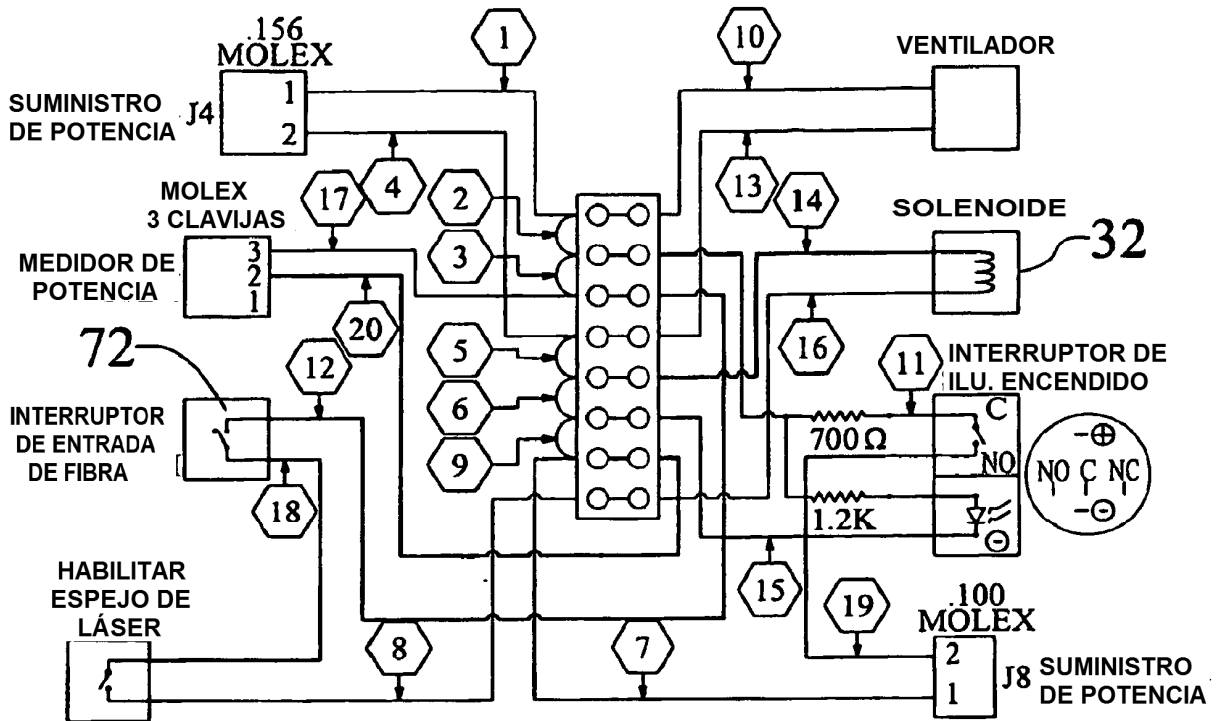 .156
MOLEX
SUMINISTRO
DE POTENCIA
J4
1
2
1
4
10
VENTILADOR
13
MOLEX
3 CLAVIJAS
17
2
3
14
SOLENOIDE
32
MEDIDOR DE
POTENCIA
3
2
1
20
16
72
12
INTERRUPTOR
DE ENTRADA
DE FIBRA
18
5
6
9
11
INTERRUPTOR DE
ILU. ENCENDIDO
C
NO
700 Ω
1.2K
NO C NC
15
HABILITAR
ESPEJO DE
LÁSER
8
7
19
.100
MOLEX
2
1
J8
SUMINISTRO
DE POTENCIA